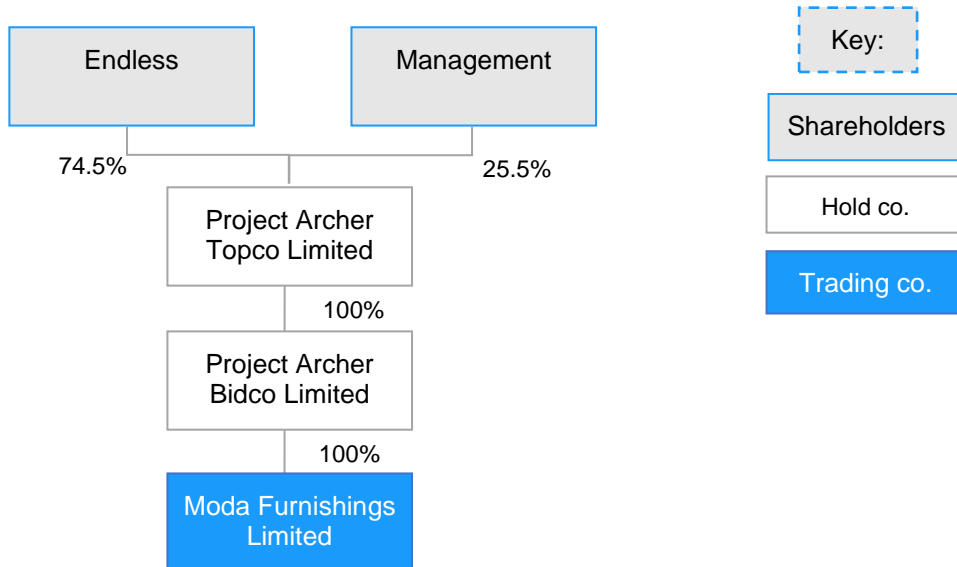 Endless
Management
Key:
74.5%
25.5%
Shareholders
Project Archer
Topco Limited
Hold co.
100%
Trading co.
Project Archer
Bidco Limited
100%
Moda Furnishings
Limited